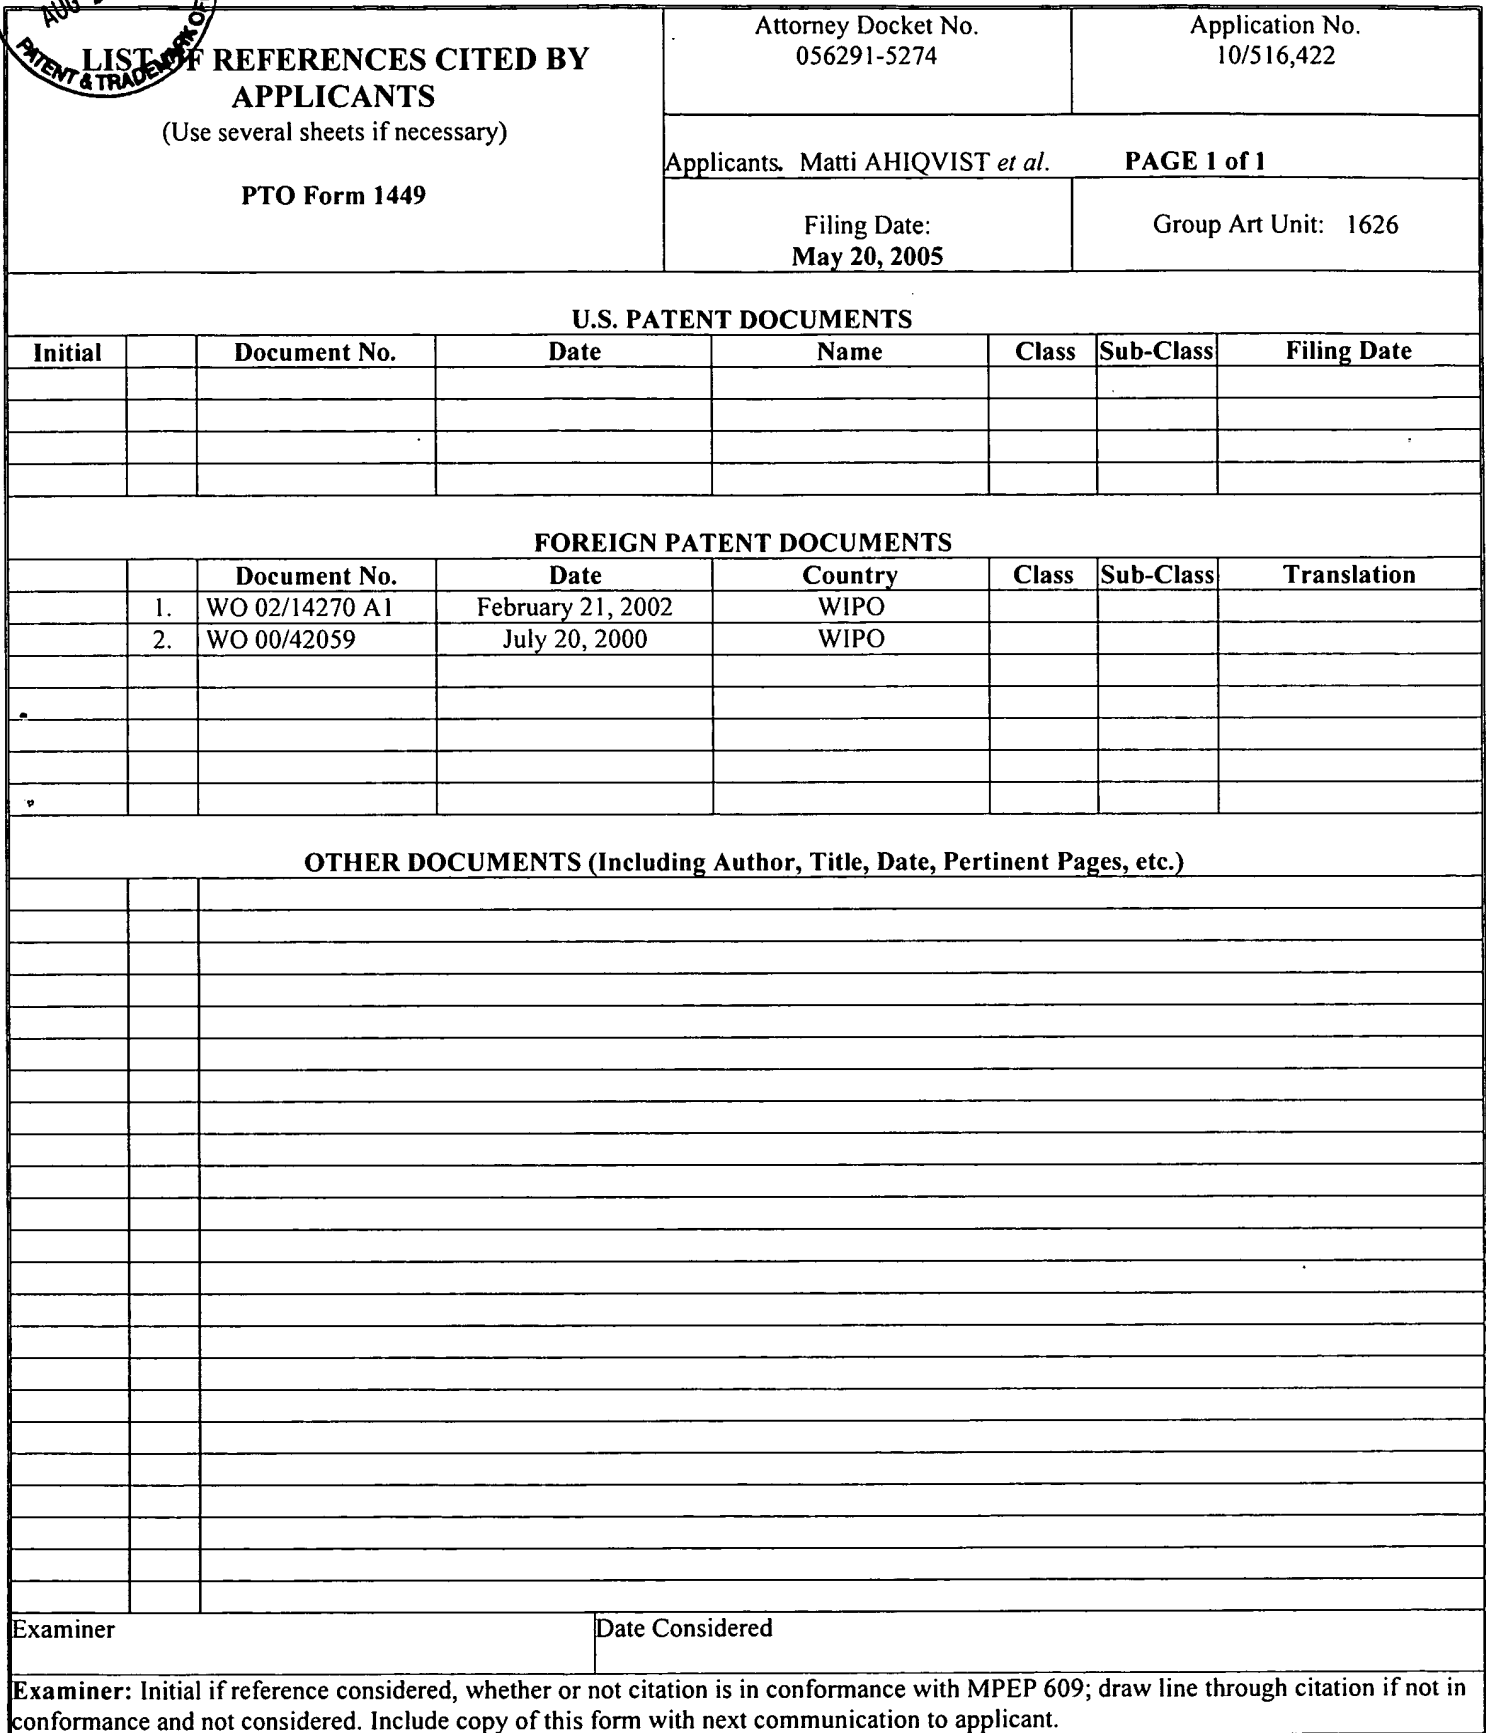 AUG
PATENT & TRADEMARK OF
LIST OF REFERENCES CITED BY
APPLICANTS
(Use several sheets if necessary)
PTO Form 1449
Attorney Docket No.
056291-5274
Application No.
10/516,422
Applicants. Matti AHIQVIST et al. PAGE 1 of 1
Filing Date:
May 20, 2005
Group Art Unit: 1626
U.S. PATENT DOCUMENTS
Initial Document No. Date Name Class Sub-Class Filing Date
FOREIGN PATENT DOCUMENTS
Document No. Date Country Class Sub-Class Translation
1. WO 02/14270 A1 February 21, 2002 WIPO
2. WO 00/42059 July 20, 2000 WIPO
OTHER DOCUMENTS (Including Author, Title, Date, Pertinent Pages, etc.)
Examiner Date Considered
Examiner: Initial if reference considered, whether or not citation is in conformance with MPEP 609; draw line through citation if not in
conformance and not considered. Include copy of this form with next communication to applicant.